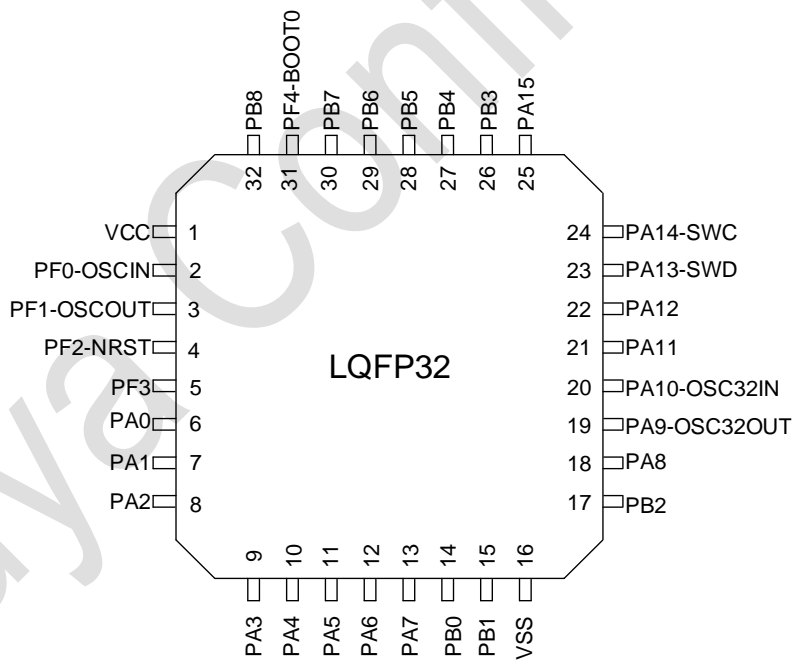 PB8
PF4-BOOT0
PB7
PB6
PB5
PB4
PB3
PA15
32
31
30
29
28
27
26
25
VCC 1
PF0-OSCIN 2
PF1-OSCOUT 3
PF2-NRST 4
PF3 5
PA0 6
PA1 7
PA2 8
LQFP32
24 PA14-SWC
23 PA13-SWD
22 PA12
21 PA11
20 PA10-OSC32IN
19 PA9-OSC32OUT
18 PA8
17 PB2
9
10
11
12
13
14
15
16
PA3
PA4
PA5
PA6
PA7
PB0
PB1
VSS